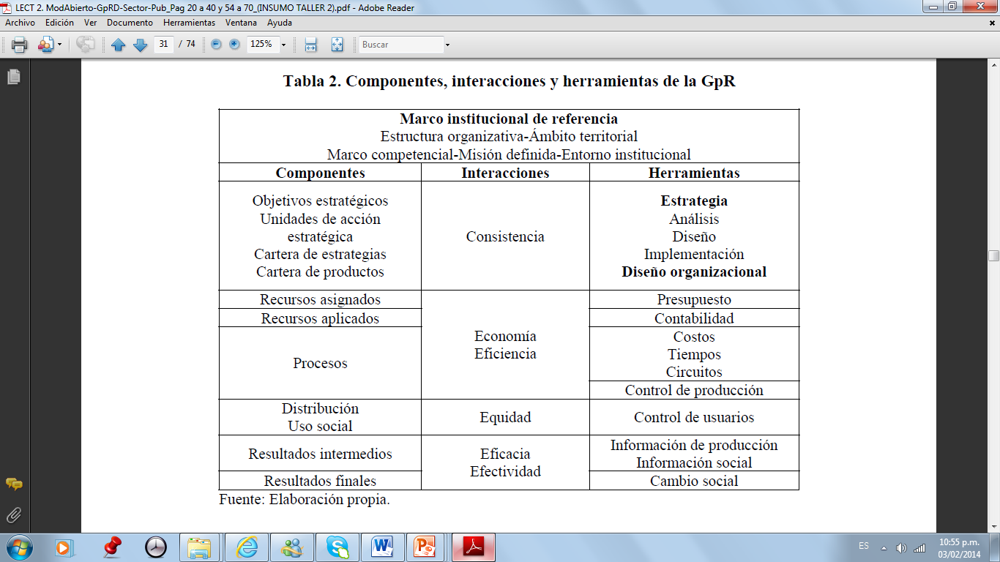 LECT 2. ModAbierto-GpRD-Sector-Pub_Pag 20 a 40 y 54 a 70_(INSUMO TALLER 2).pdf - Adobe Reader
Archivo Edición Ver Documento Herramientas Ventana Ayuda
31 / 74 125% Buscar
Tabla 2. Componentes, interacciones y herramientas de la GpR
Marco institucional de referencia
Estructura organizativa-Ámbito territorial
Marco competencial-Misión definida-Entorno institucional
Componentes Interacciones Herramientas
Objetivos estratégicos
Unidades de acción
estratégica
Cartera de estrategias
Cartera de productos
Consistencia
Estrategia
Análisis
Diseño
Implementación
Diseño organizacional
Recursos asignados
Recursos aplicados
Procesos
Economía
Eficiencia
Presupuesto
Contabilidad
Costos
Tiempos
Circuitos
Control de producción
Distribución
Uso social
Equidad
Control de usuarios
Resultados intermedios
Resultados finales
Eficacia
Efectividad
Información de producción
Información social
Cambio social
Fuente: Elaboración propia.
ES
10:55 p.m.
03/02/2014